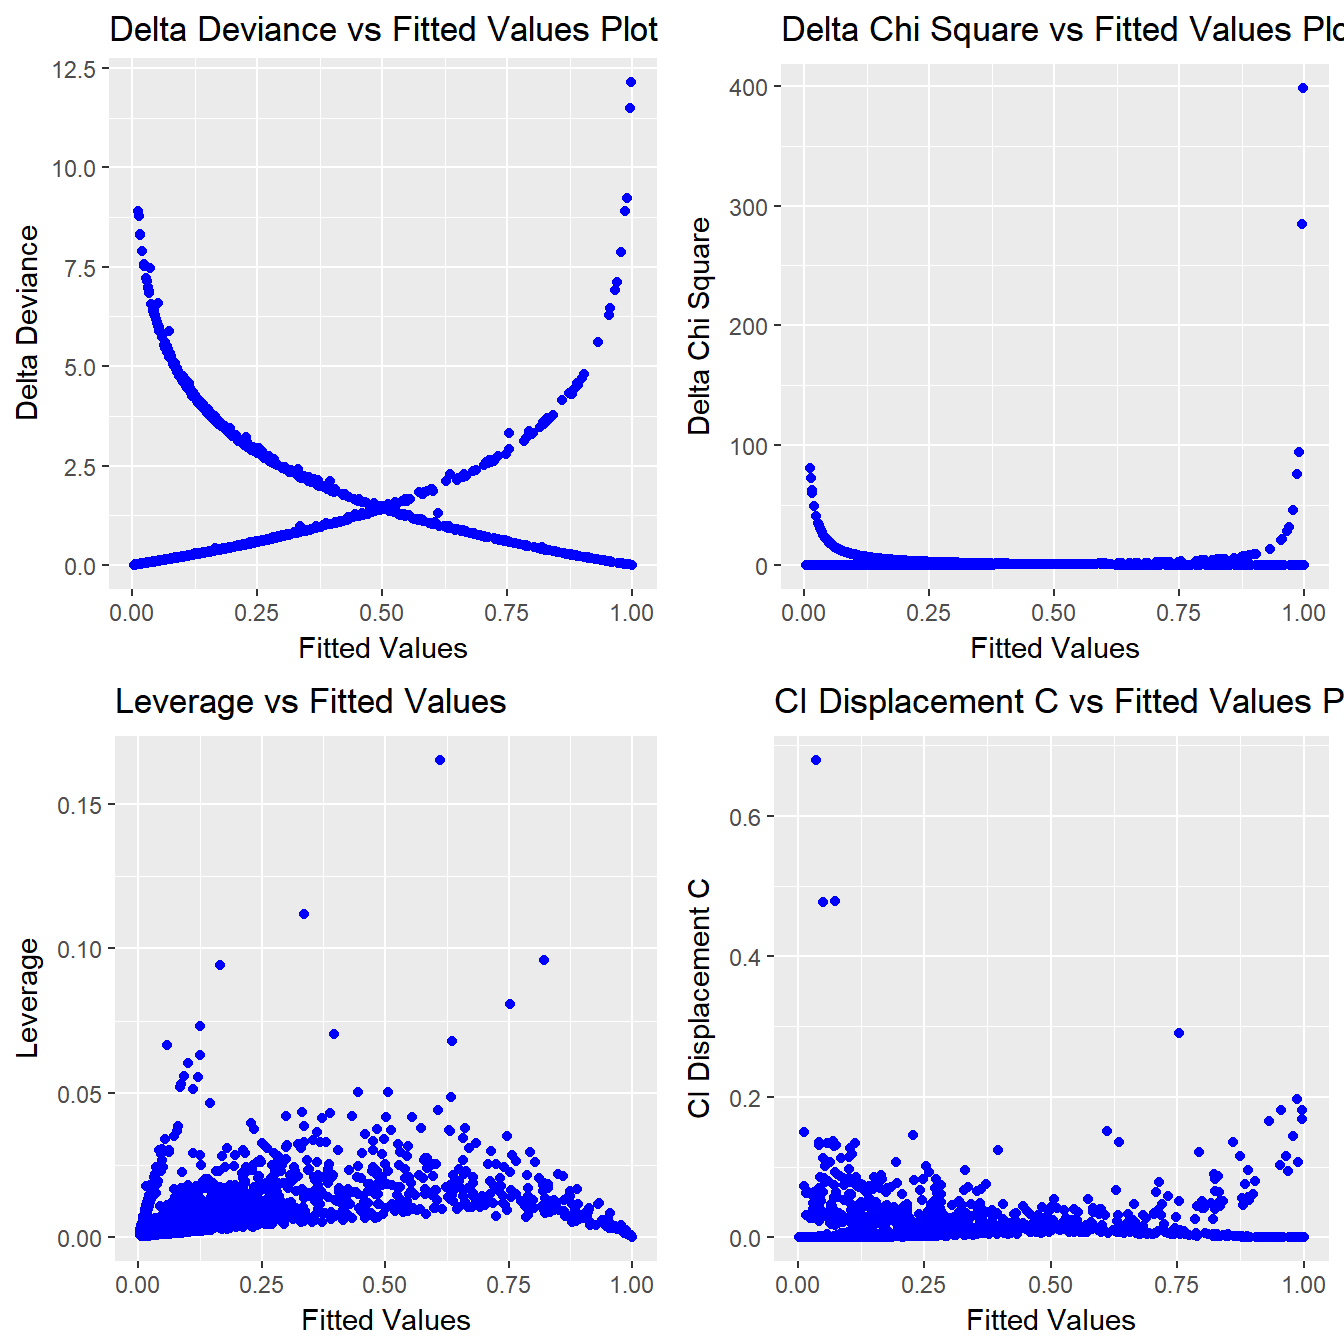 Delta Deviance vs Fitted Values Plot
12.5
10.0
7.5
5.0
2.5
0.0
Delta Deviance
0.00 0.25 0.50 0.75 1.00
Fitted Values
Delta Chi Square vs Fitted Values Plo
400
300
200
100
0
Delta Chi Square
0.00 0.25 0.50 0.75 1.00
Fitted Values
Leverage vs Fitted Values
0.15
0.10
0.05
0.00
Leverage
0.00 0.25 0.50 0.75 1.00
Fitted Values
CI Displacement C vs Fitted Values P
0.6
0.4
0.2
0.0
CI Displacement C
0.00 0.25 0.50 0.75 1.00
Fitted Values